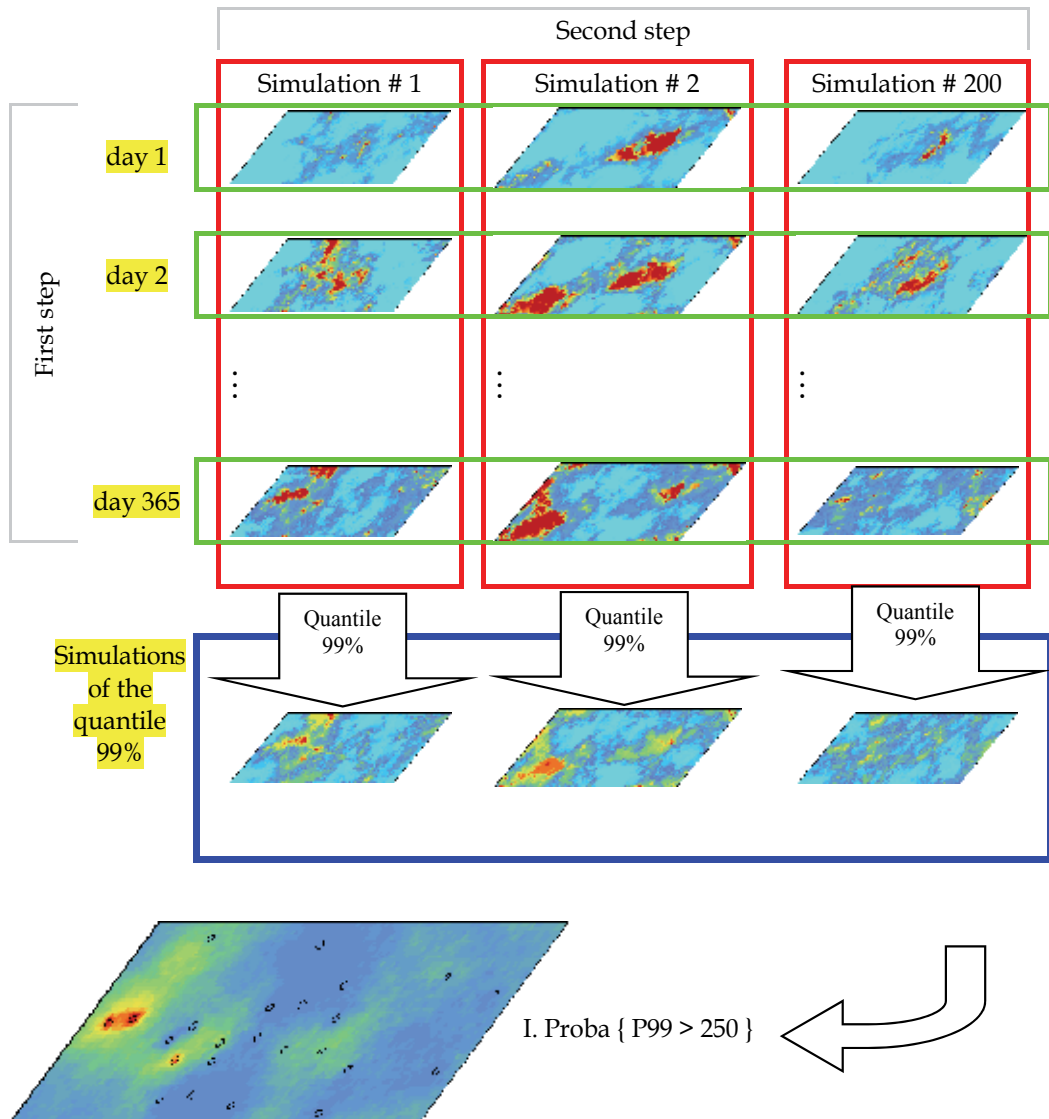 Second step
Simulation # 1
Simulation # 2
Simulation # 200
First step
day 1
day 2
⋮
⋮
⋮
day 365
Quantile
99%
Quantile
99%
Quantile
99%
Simulations
of the
quantile
99%
I. Proba { P99 > 250 }